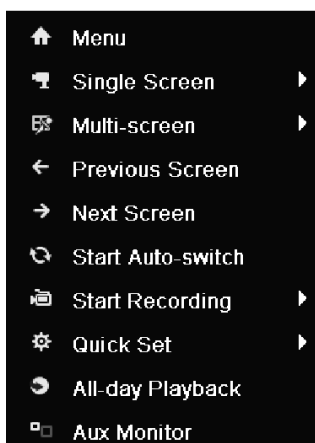 Menu
Single Screen
Multi-screen
Previous Screen
Next Screen
Start Auto-switch
Start Recording
Quick Set
All-day Playback
Aux Monitor